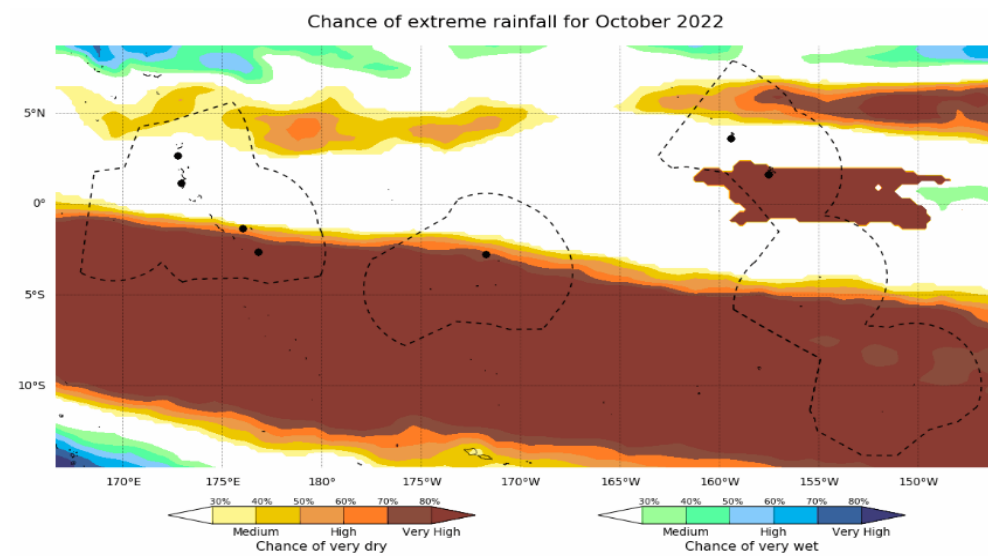 Chance of extreme rainfall for October 2022
5°N
0°
5°S
10°S
170°E 175°E 180° 175°W 170°W 165°W 160°W 155°W 150°W
30% 40% 50% 60% 70% 80%
Medium High Very High
Chance of very dry
30% 40% 50% 60% 70% 80%
Medium High Very High
Chance of very wet